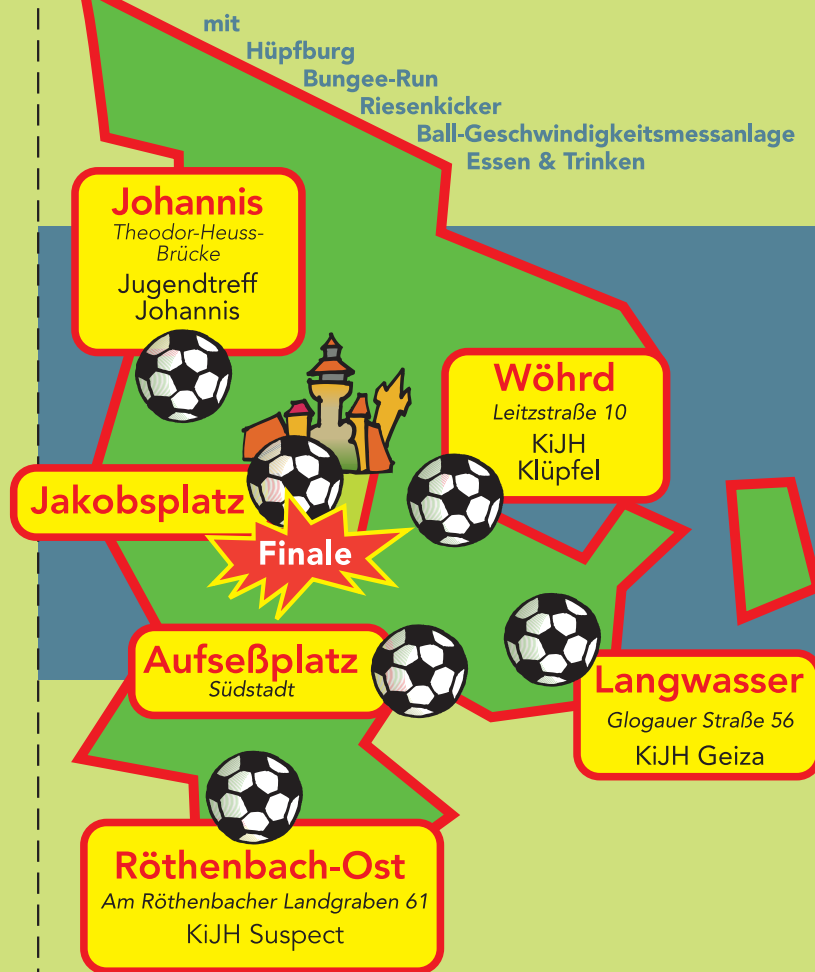 mit
Hüpfburg
Bungee-Run
Riesenkicker
Ball-Geschwindigkeitsmessanlage
Essen & Trinken
Johannis
Theodor-Heuss-
Brücke
Jugendtreff
Johannis
Wöhrd
Leitzstraße 10
KiJH
Klüpfel
Jakobsplatz
Finale
Aufseßplatz
Südstadt
Langwasser
Glogauer Straße 56
KiJH Geiza
Röthenbach-Ost
Am Röthenbacher Landgraben 61
KiJH Suspect